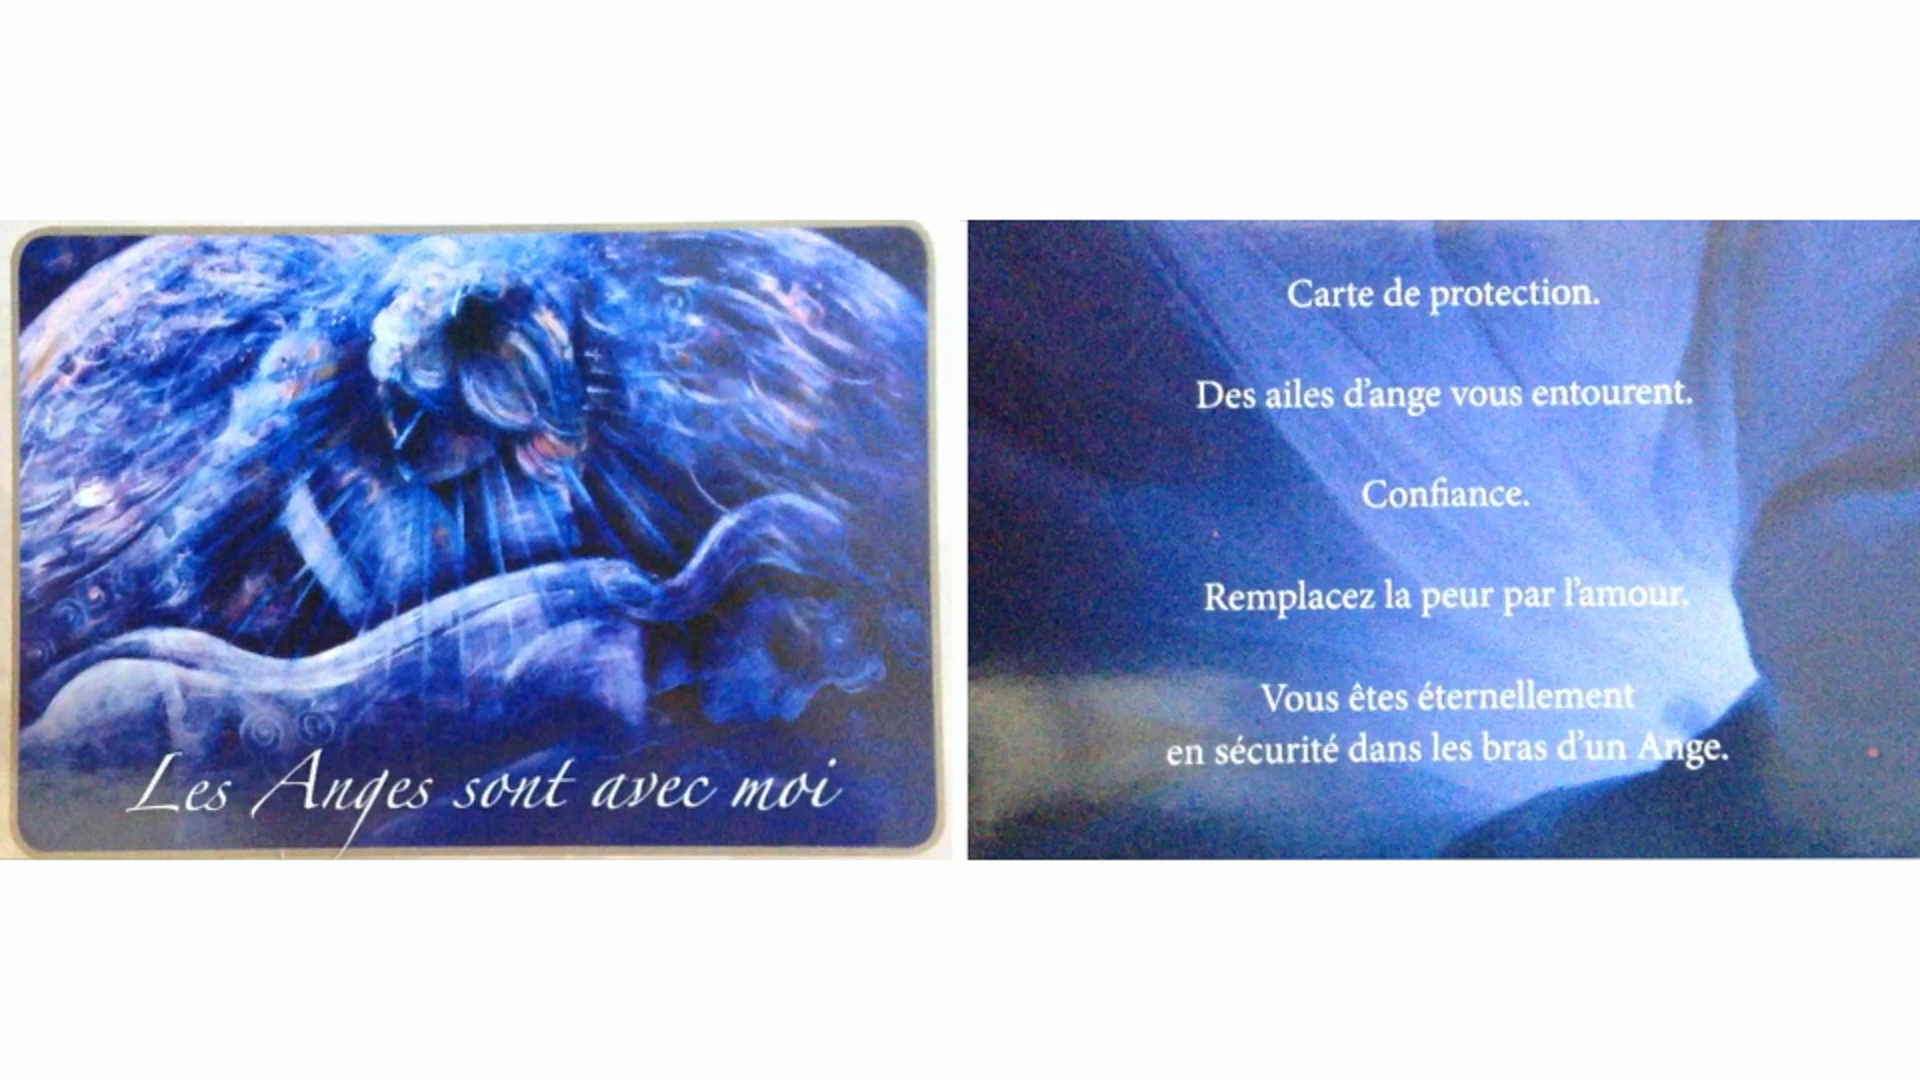 Les Anges sont avec moi
Carte de protection.
Des ailes d'ange vous entourent.
Confiance.
Remplacez la peur par l'amour.
Vous êtes éternellement
en sécurité dans les bras d'un Ange.